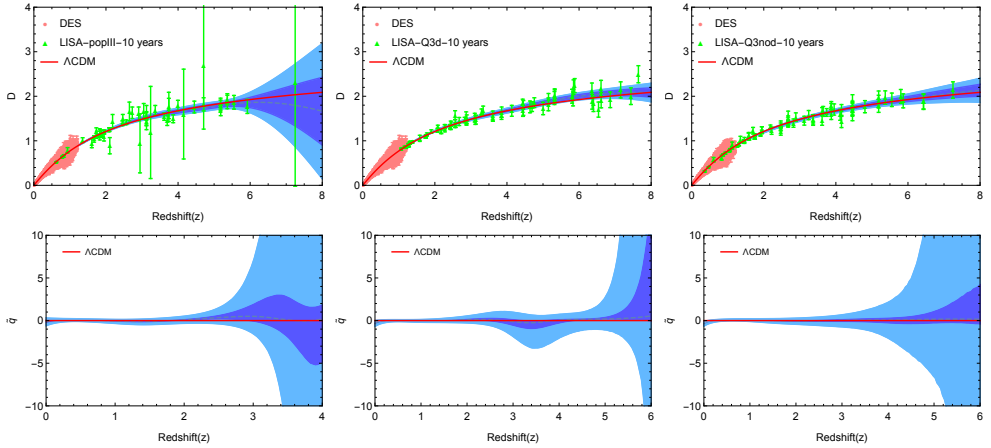 DES
LISA-popIII-10 years
ΛCDM
D
4
3
2
1
0
0 2 4 6 8
Redshift(z)
DES
LISA-Q3d-10 years
ΛCDM
D
4
3
2
1
0
0 2 4 6 8
Redshift(z)
DES
LISA-Q3nod-10 years
ΛCDM
D
4
3
2
1
0
0 2 4 6 8
Redshift(z)
ΛCDM
q̃
10
5
0
−5
−10
0 1 2 3 4
Redshift(z)
ΛCDM
q̃
10
5
0
−5
−10
0 1 2 3 4 5 6
Redshift(z)
ΛCDM
q̃
10
5
0
−5
−10
0 1 2 3 4 5 6
Redshift(z)